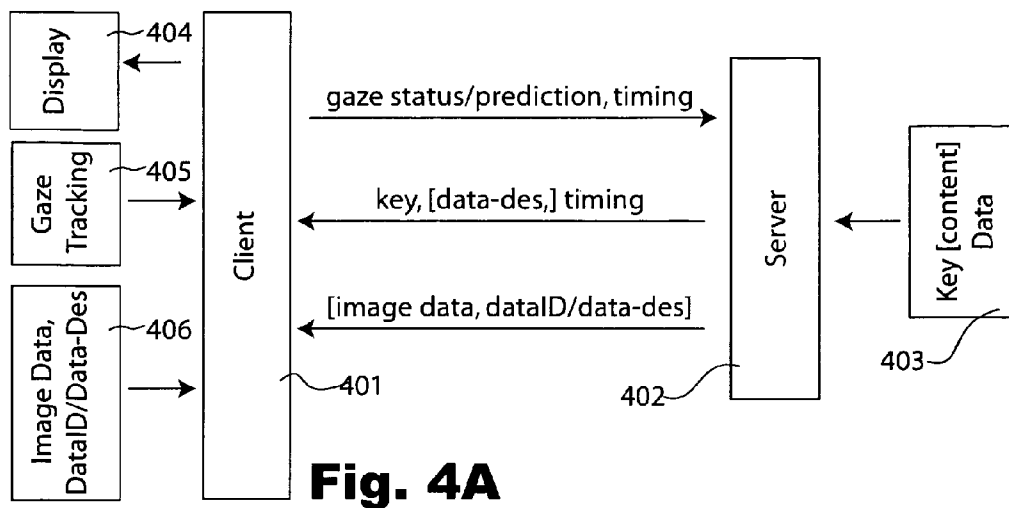 Display
404
Gaze
Tracking
405
Image Data,
DataID/Data-Des
406
Client
401
gaze status/prediction, timing
key, [data-des,] timing
[image data, dataID/data-des]
Server
402
Key [content]
Data
403
Fig. 4A